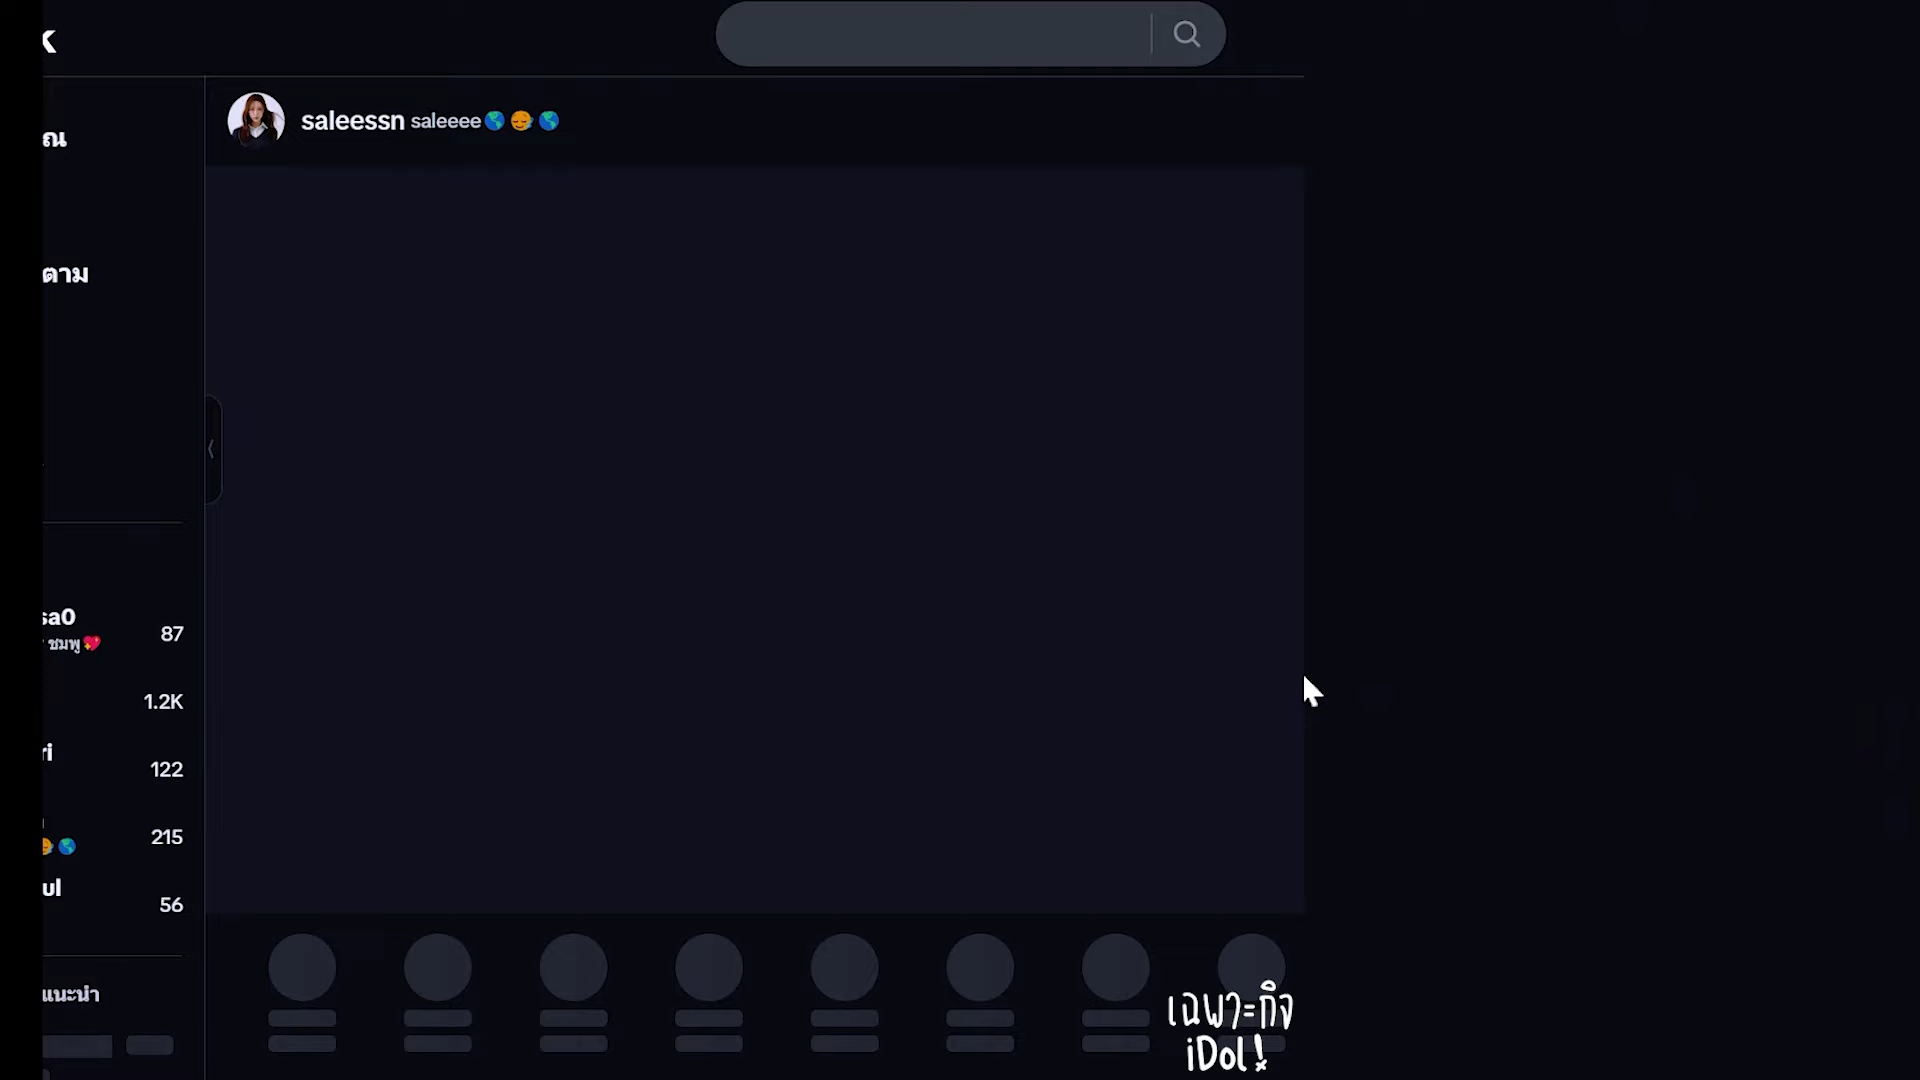 k
saleessn saleeee🌎😪🌎
ณ
ตาม
sa0
ชมพู💖
87
1.2K
ri
122
215
🌎
ul
56
แนะนำ
เฉพาะกิจ
iDol!